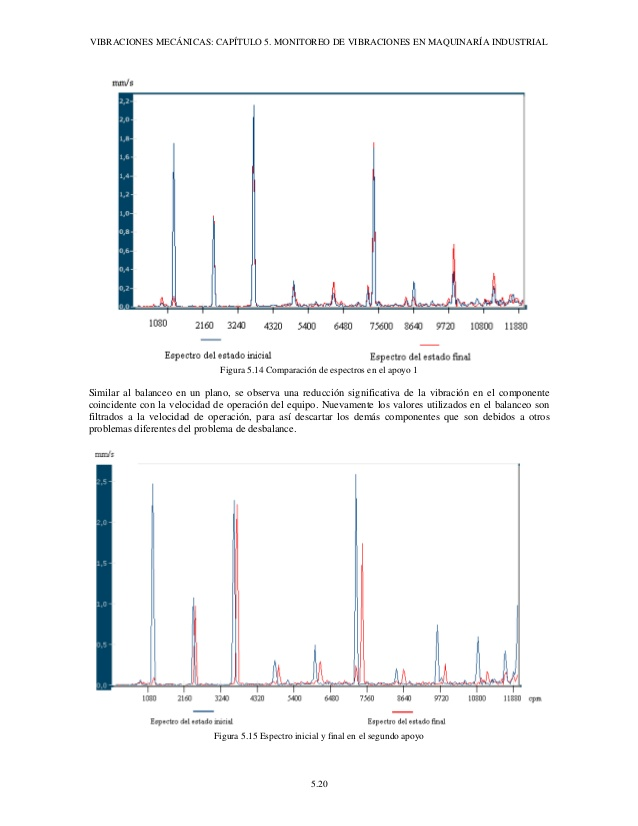 VIBRACIONES MECÁNICAS: CAPÍTULO 5. MONITOREO DE VIBRACIONES EN MAQUINARÍA INDUSTRIAL
mm/s
2,2
2,0
1,8
1,6
1,4
1,2
1,0
0,8
0,6
0,4
0,2
0,0
1080 2160 3240 4320 5400 6480 75600 8640 9720 10800 11880
Espectro del estado inicial Espectro del estado final
Figura 5.14 Comparación de espectros en el apoyo 1
Similar al balanceo en un plano, se observa una reducción significativa de la vibración en el componente
coincidente con la velocidad de operación del equipo. Nuevamente los valores utilizados en el balanceo son
filtrados a la velocidad de operación, para así descartar los demás componentes que son debidos a otros
problemas diferentes del problema de desbalance.
mm/s
2,5
2,0
1,5
1,0
0,5
0,0
1080 2160 3240 4320 5400 6480 7560 8640 9720 10800 11880 cpm
Espectro del estado inicial Espectro del estado final
Figura 5.15 Espectro inicial y final en el segundo apoyo
5.20